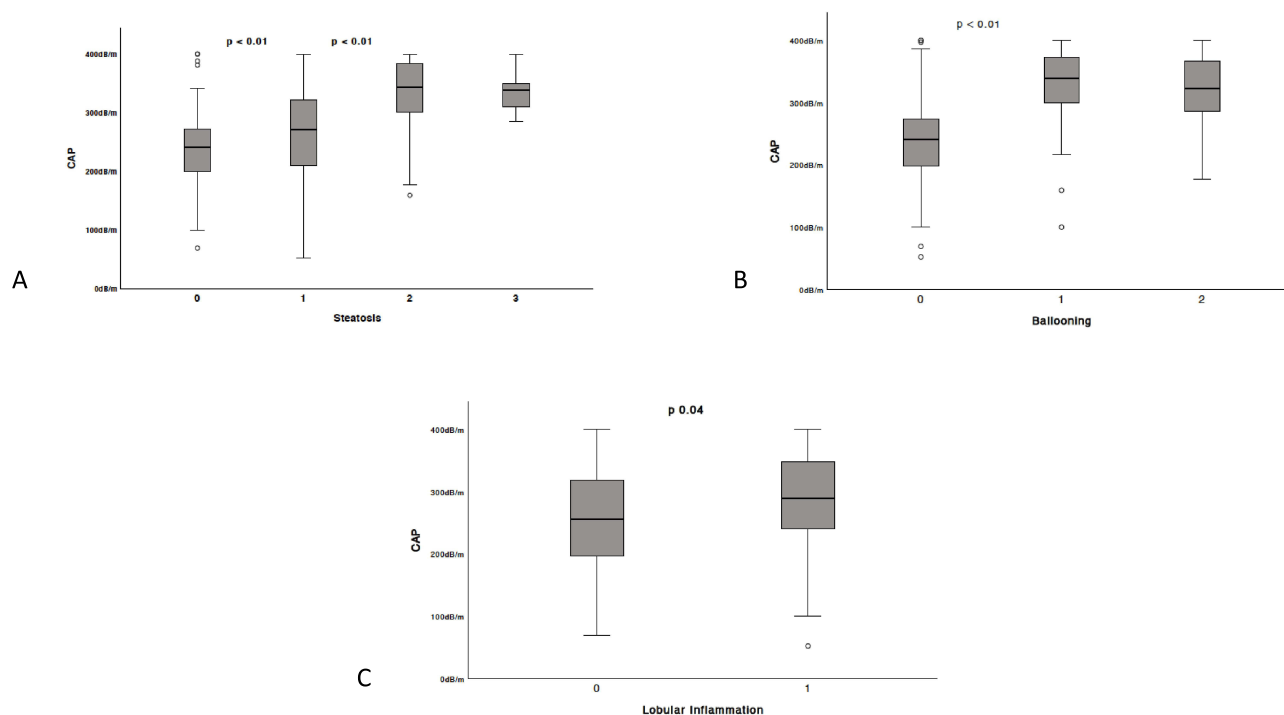 p < 0.01 p < 0.01
400dB/m
300dB/m
200dB/m
100dB/m
0dB/m
CAP
0 1 2 3
Steatosis
A
p < 0.01
400dB/m
300dB/m
200dB/m
100dB/m
0dB/m
CAP
0 1 2
Ballooning
B
p 0.04
400dB/m
300dB/m
200dB/m
100dB/m
0dB/m
CAP
0 1
Lobular Inflammation
C